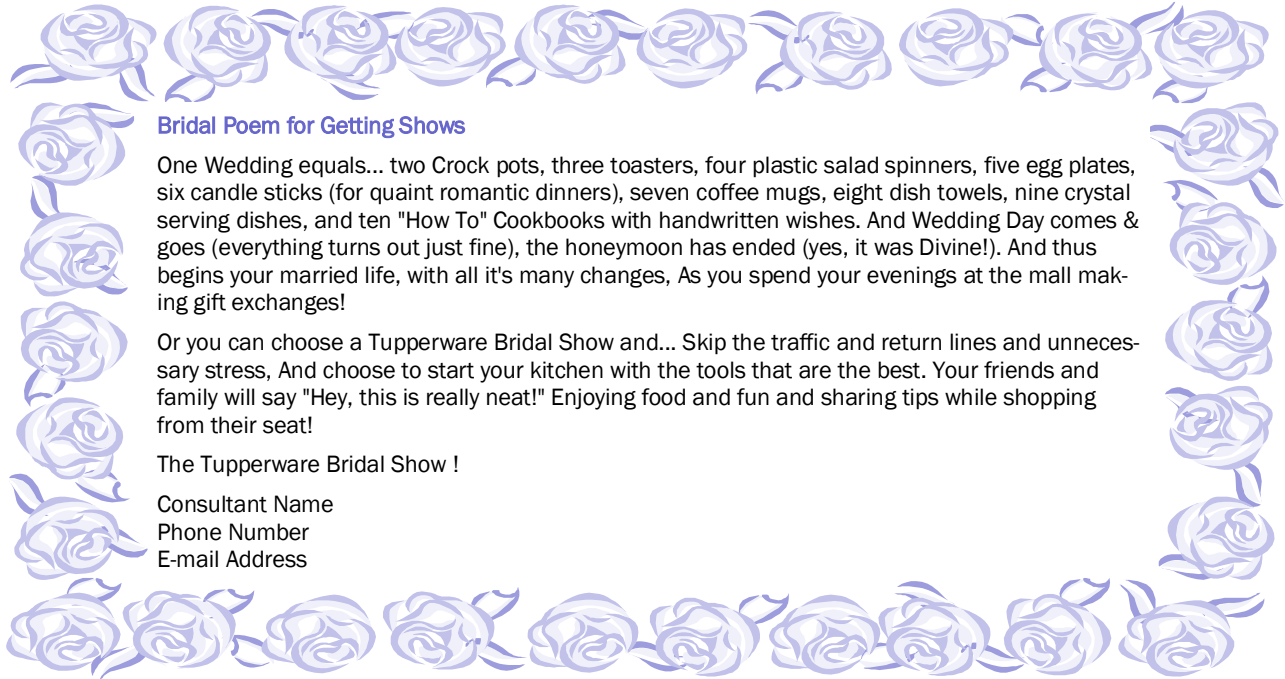 Bridal Poem for Getting Shows
One Wedding equals... two Crock pots, three toasters, four plastic salad spinners, five egg plates,
six candle sticks (for quaint romantic dinners), seven coffee mugs, eight dish towels, nine crystal
serving dishes, and ten "How To" Cookbooks with handwritten wishes. And Wedding Day comes &
goes (everything turns out just fine), the honeymoon has ended (yes, it was Divine!). And thus
begins your married life, with all it's many changes, As you spend your evenings at the mall mak-
ing gift exchanges!
Or you can choose a Tupperware Bridal Show and... Skip the traffic and return lines and unneces-
sary stress, And choose to start your kitchen with the tools that are the best. Your friends and
family will say "Hey, this is really neat!" Enjoying food and fun and sharing tips while shopping
from their seat!
The Tupperware Bridal Show !
Consultant Name
Phone Number
E-mail Address